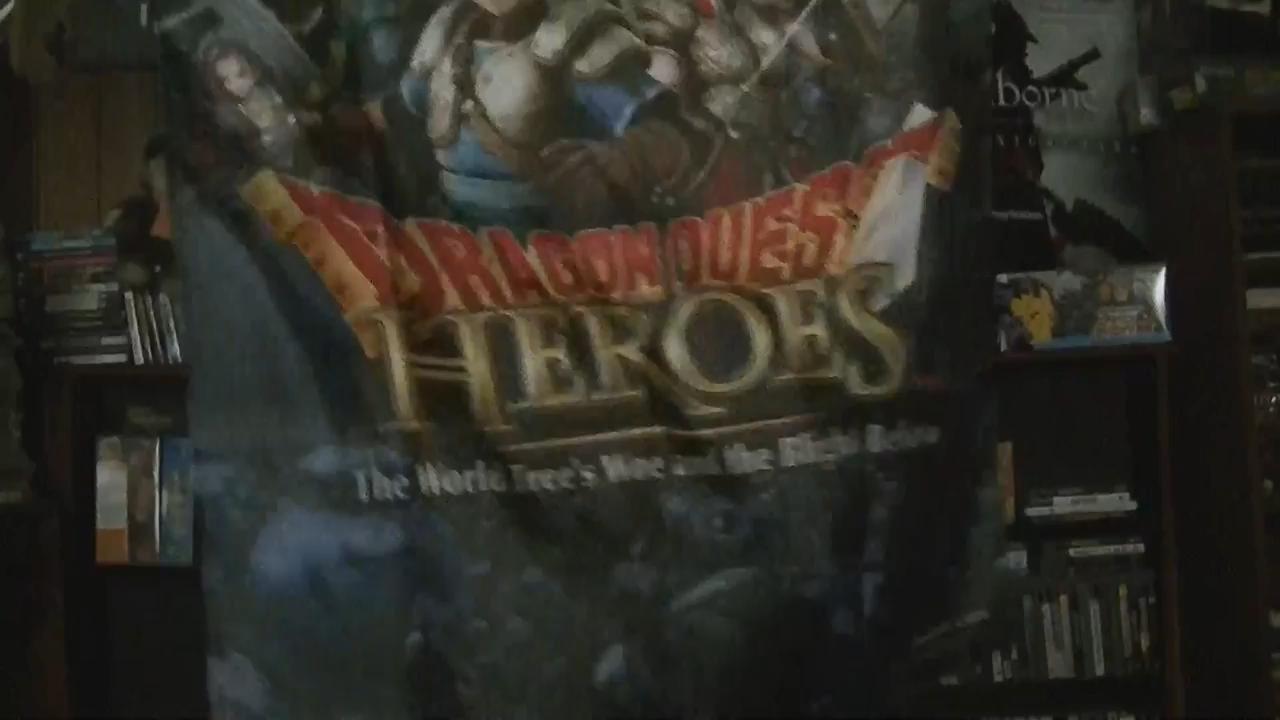 borne
DRAGON QUEST
HEROES
The World Tree's Woe and the Blight Below